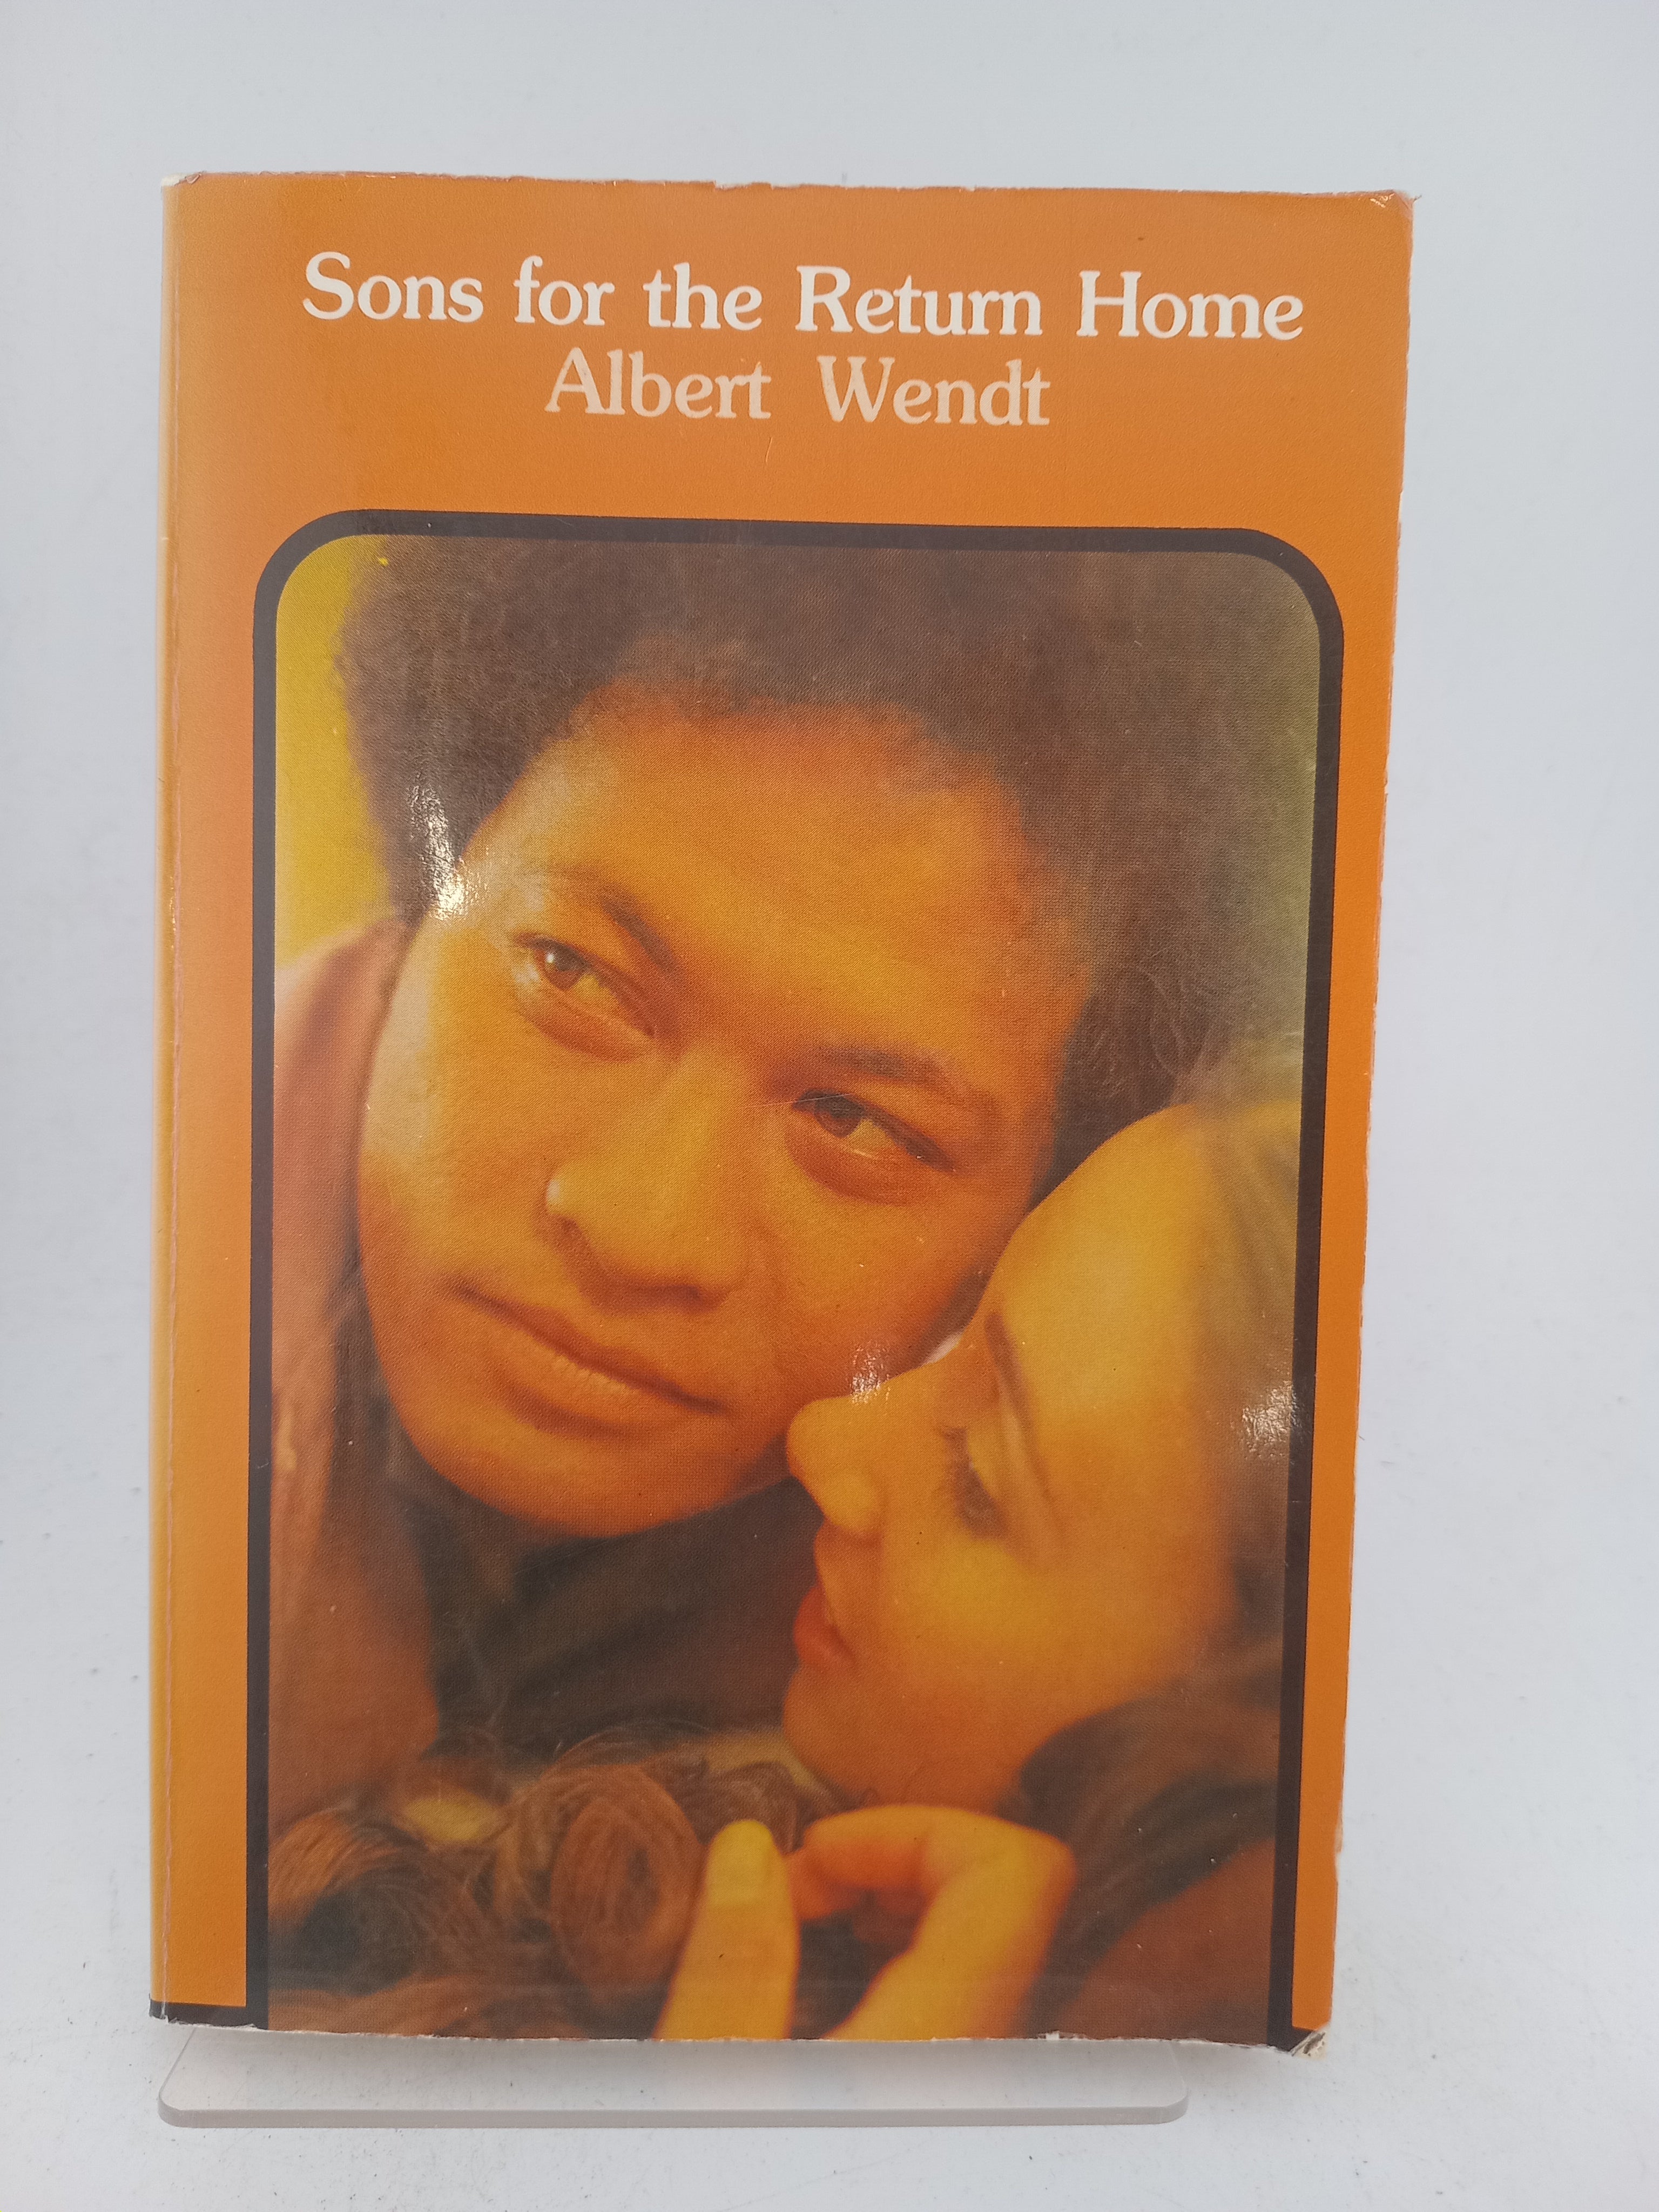 Sons for the Return Home
Albert Wendt